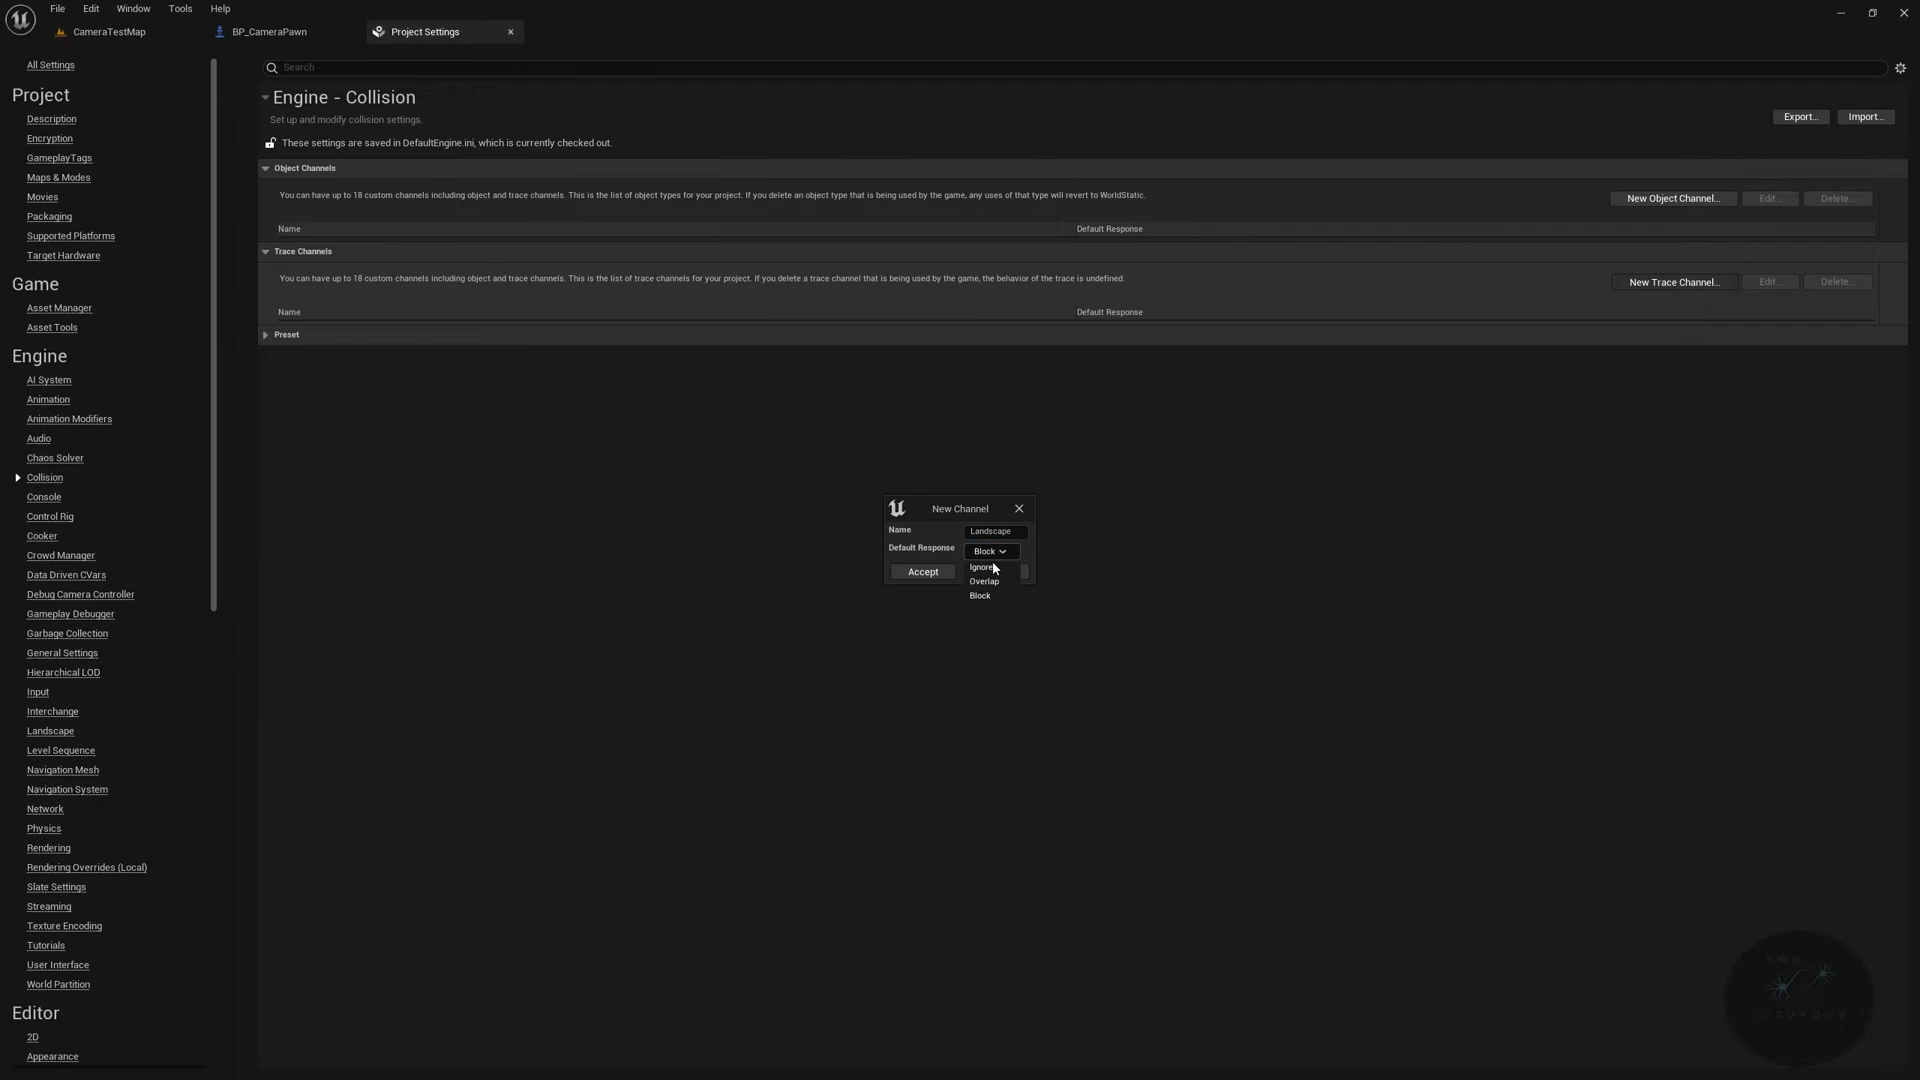 File Edit Window Tools Help
CameraTestMap
BP_CameraPawn
Project Settings
All Settings
Project
Description
Encryption
GameplayTags
Maps & Modes
Movies
Packaging
Supported Platforms
Target Hardware
Game
Asset Manager
Asset Tools
Engine
AI System
Animation
Animation Modifiers
Audio
Chaos Solver
Collision
Console
Control Rig
Cooker
Crowd Manager
Data Driven CVars
Debug Camera Controller
Gameplay Debugger
Garbage Collection
General Settings
Hierarchical LOD
Input
Interchange
Landscape
Level Sequence
Navigation Mesh
Navigation System
Network
Physics
Rendering
Rendering Overrides (Local)
Slate Settings
Streaming
Texture Encoding
Tutorials
User Interface
World Partition
Editor
2D
Appearance
Search
Engine - Collision
Set up and modify collision settings.
Export... Import...
These settings are saved in DefaultEngine.ini, which is currently checked out.
Object Channels
You can have up to 18 custom channels including object and trace channels. This is the list of object types for your project. If you delete an object type that is being used by the game, any uses of that type will revert to WorldStatic.
New Object Channel... Edit... Delete...
Name Default Response
Trace Channels
You can have up to 18 custom channels including object and trace channels. This is the list of trace channels for your project. If you delete a trace channel that is being used by the game, the behavior of the trace is undefined.
New Trace Channel... Edit... Delete...
Name Default Response
Preset
New Channel
Name Landscape
Default Response Block
Accept
Ignore
Overlap
Block